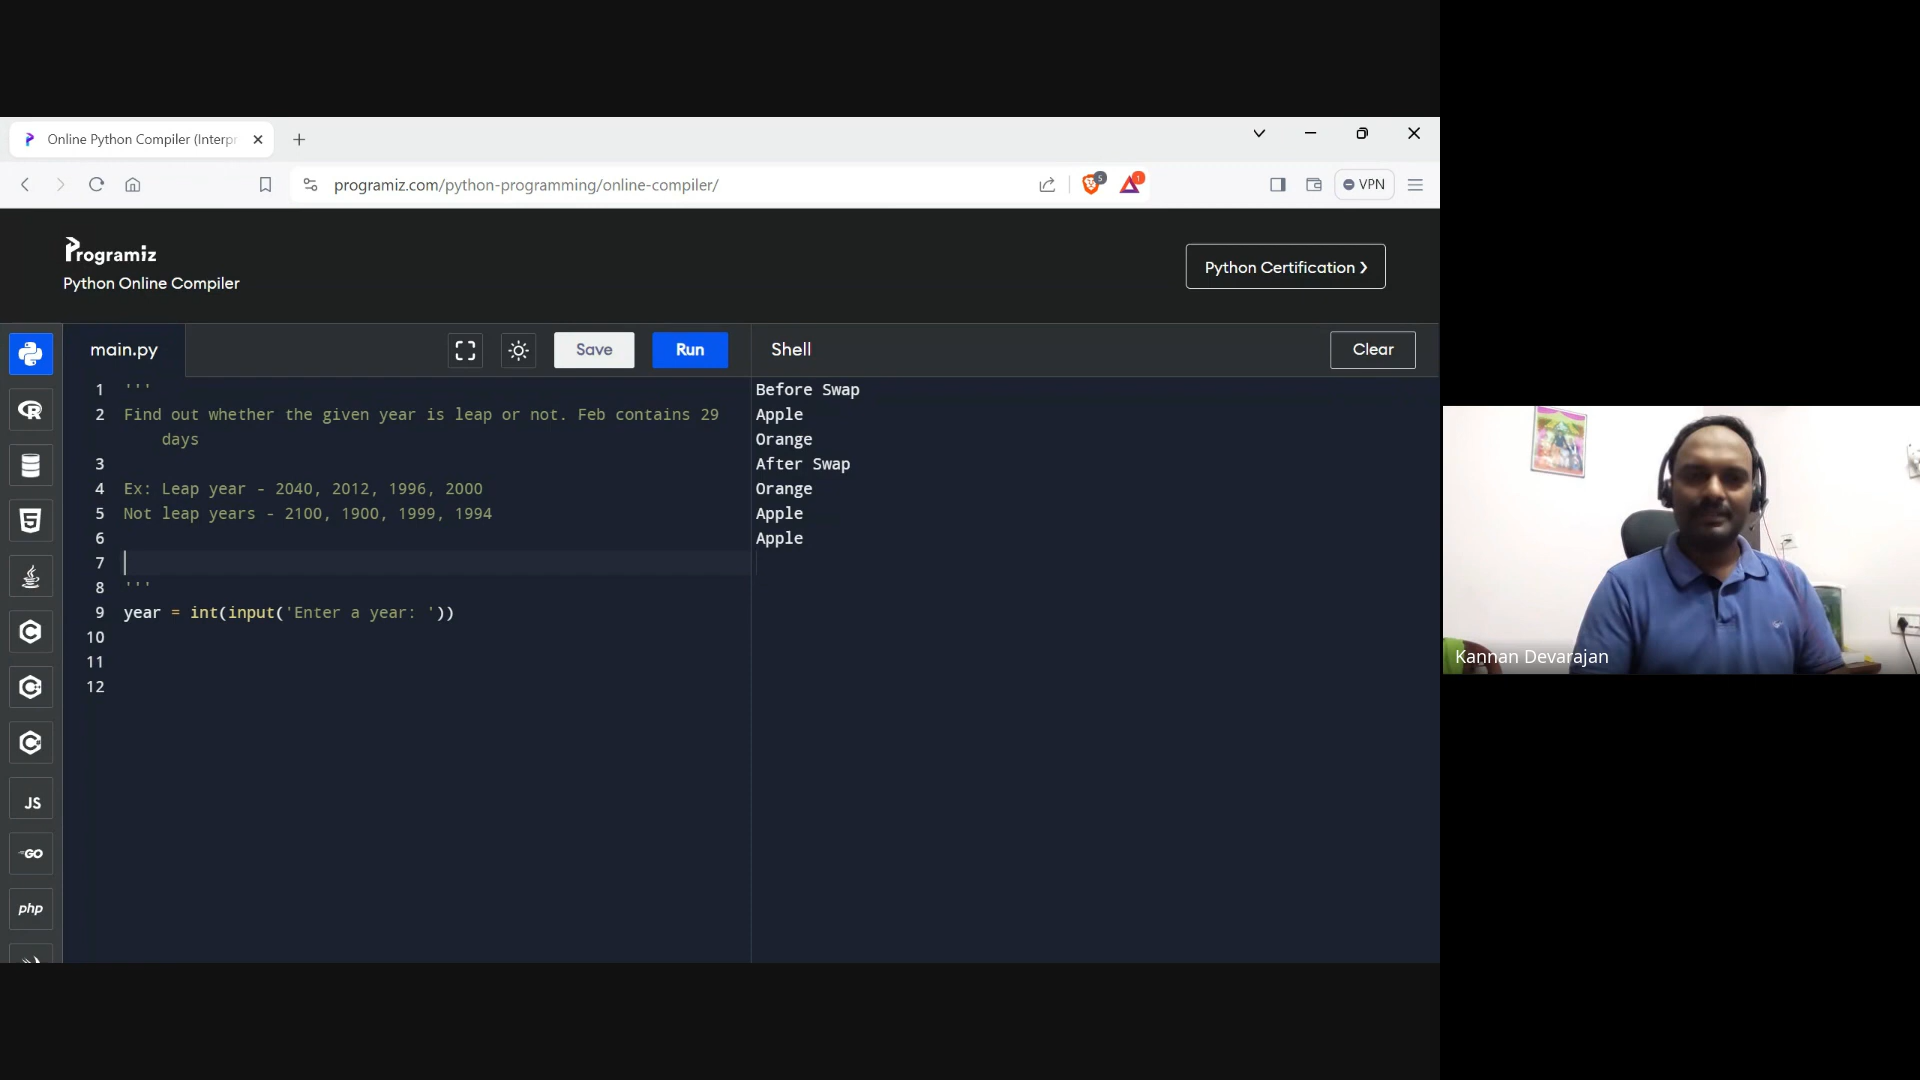 Online Python Compiler (Interpr
programiz.com/python-programming/online-compiler/
5
1
VPN
Programiz
Python Online Compiler
Python Certification ❯
main.py
Save
Run
Shell
Clear
1 '''
2 Find out whether the given year is leap or not. Feb contains 29
days
3
4 Ex: Leap year - 2040, 2012, 1996, 2000
5 Not leap years - 2100, 1900, 1999, 1994
6
7
8 '''
9 year = int(input('Enter a year: '))
10
11
12
Before Swap
Apple
Orange
After Swap
Orange
Apple
Apple
R
5
C
C
C
JS
GO
php
Kannan Devarajan